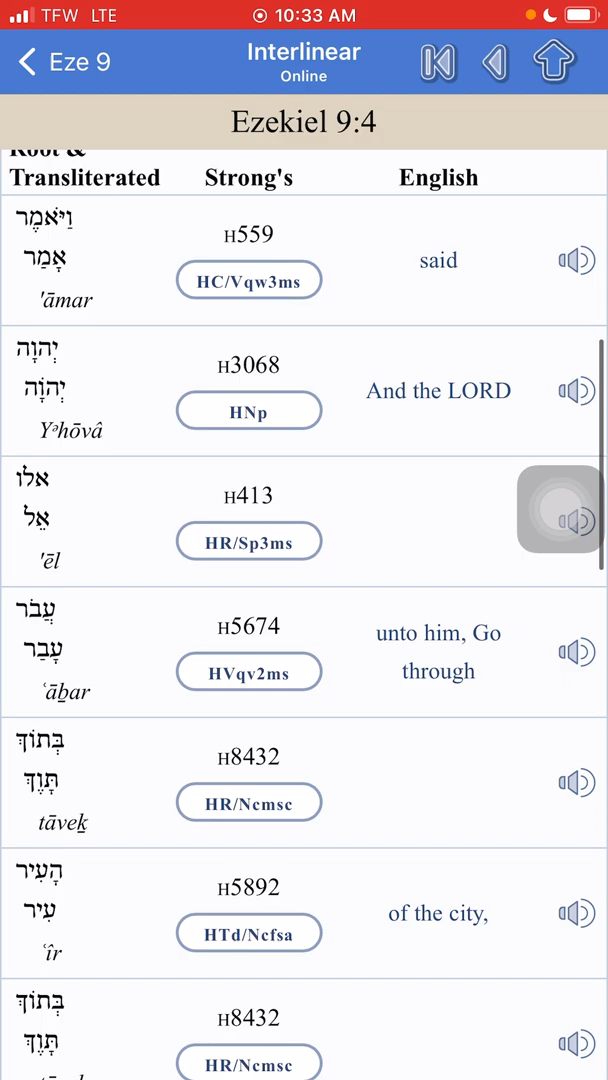 TFW LTE 10:33 AM
Eze 9 Interlinear
Online
Ezekiel 9:4
Root &
Transliterated Strong's English
וַיֹּאמֶר
אָמַר
'āmar
H559
HC/Vqw3ms
said
יְהוָה
יְהוָֹה
Yᵊhōvâ
H3068
HNp
And the LORD
אלו
אֵל
'ēl
H413
HR/Sp3ms
עֲבֹר
עָבַר
ʿāḇar
H5674
HVqv2ms
unto him, Go
through
בְּתוֹךְ
תָּוֶךְ
tāveḵ
H8432
HR/Ncmsc
הָעִיר
עִיר
ʿîr
H5892
HTd/Ncfsa
of the city,
בְּתוֹךְ
תָּוֶךְ
H8432
HR/Ncmsc